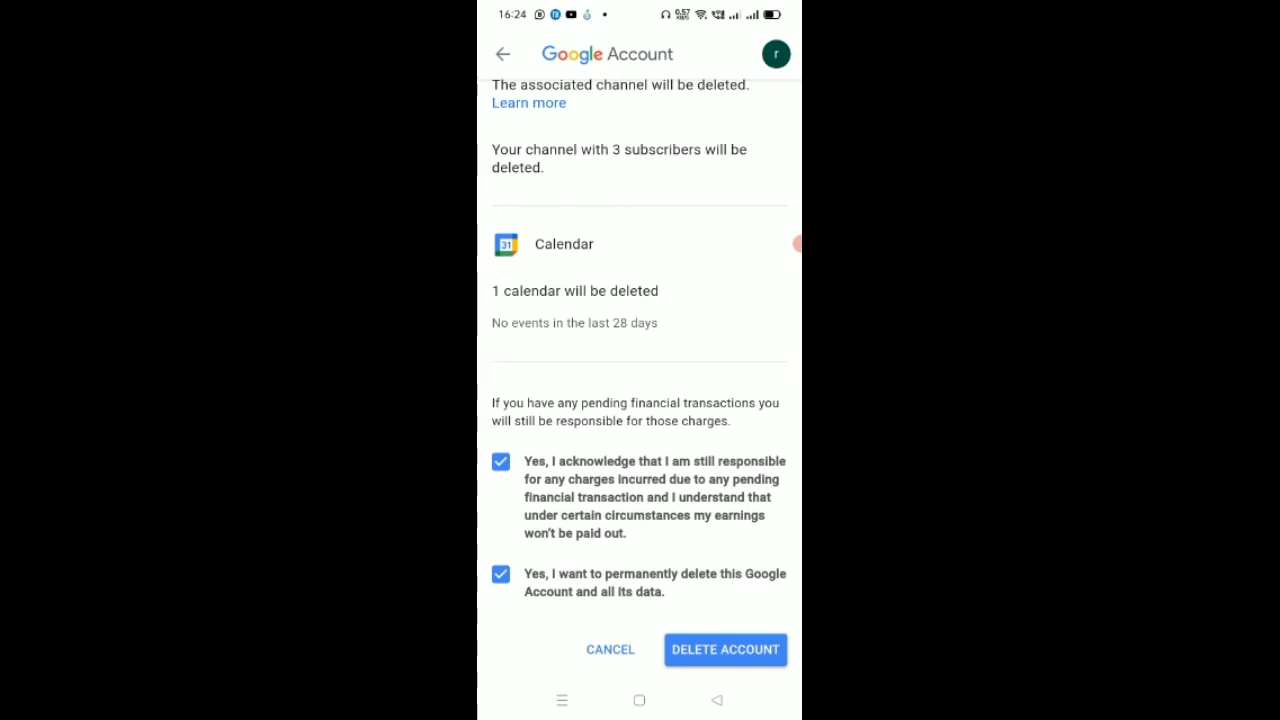 16:24
0.57 KB/S
Google Account
r
The associated channel will be deleted.
Learn more
Your channel with 3 subscribers will be
deleted.
31
Calendar
1 calendar will be deleted
No events in the last 28 days
If you have any pending financial transactions you
will still be responsible for those charges.
Yes, I acknowledge that I am still responsible
for any charges incurred due to any pending
financial transaction and I understand that
under certain circumstances my earnings
won't be paid out.
Yes, I want to permanently delete this Google
Account and all its data.
CANCEL
DELETE ACCOUNT